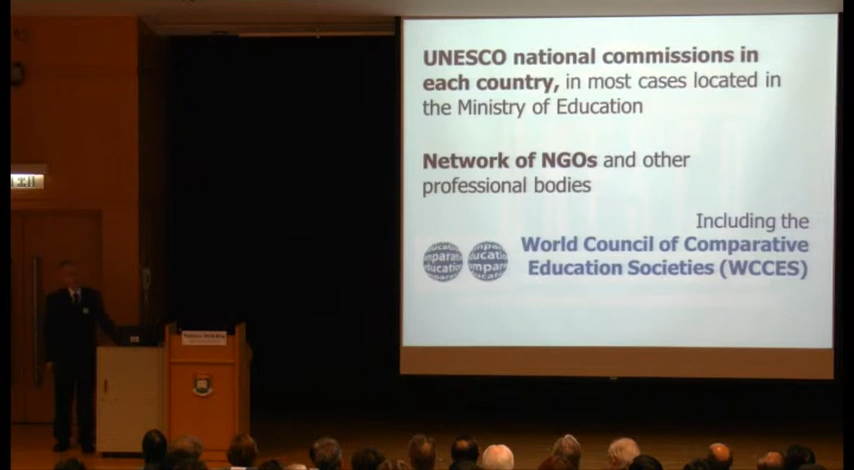 UNESCO national commissions in
each country, in most cases located in
the Ministry of Education
Network of NGOs and other
professional bodies
Including the
World Council of Comparative
Education Societies (WCCES)